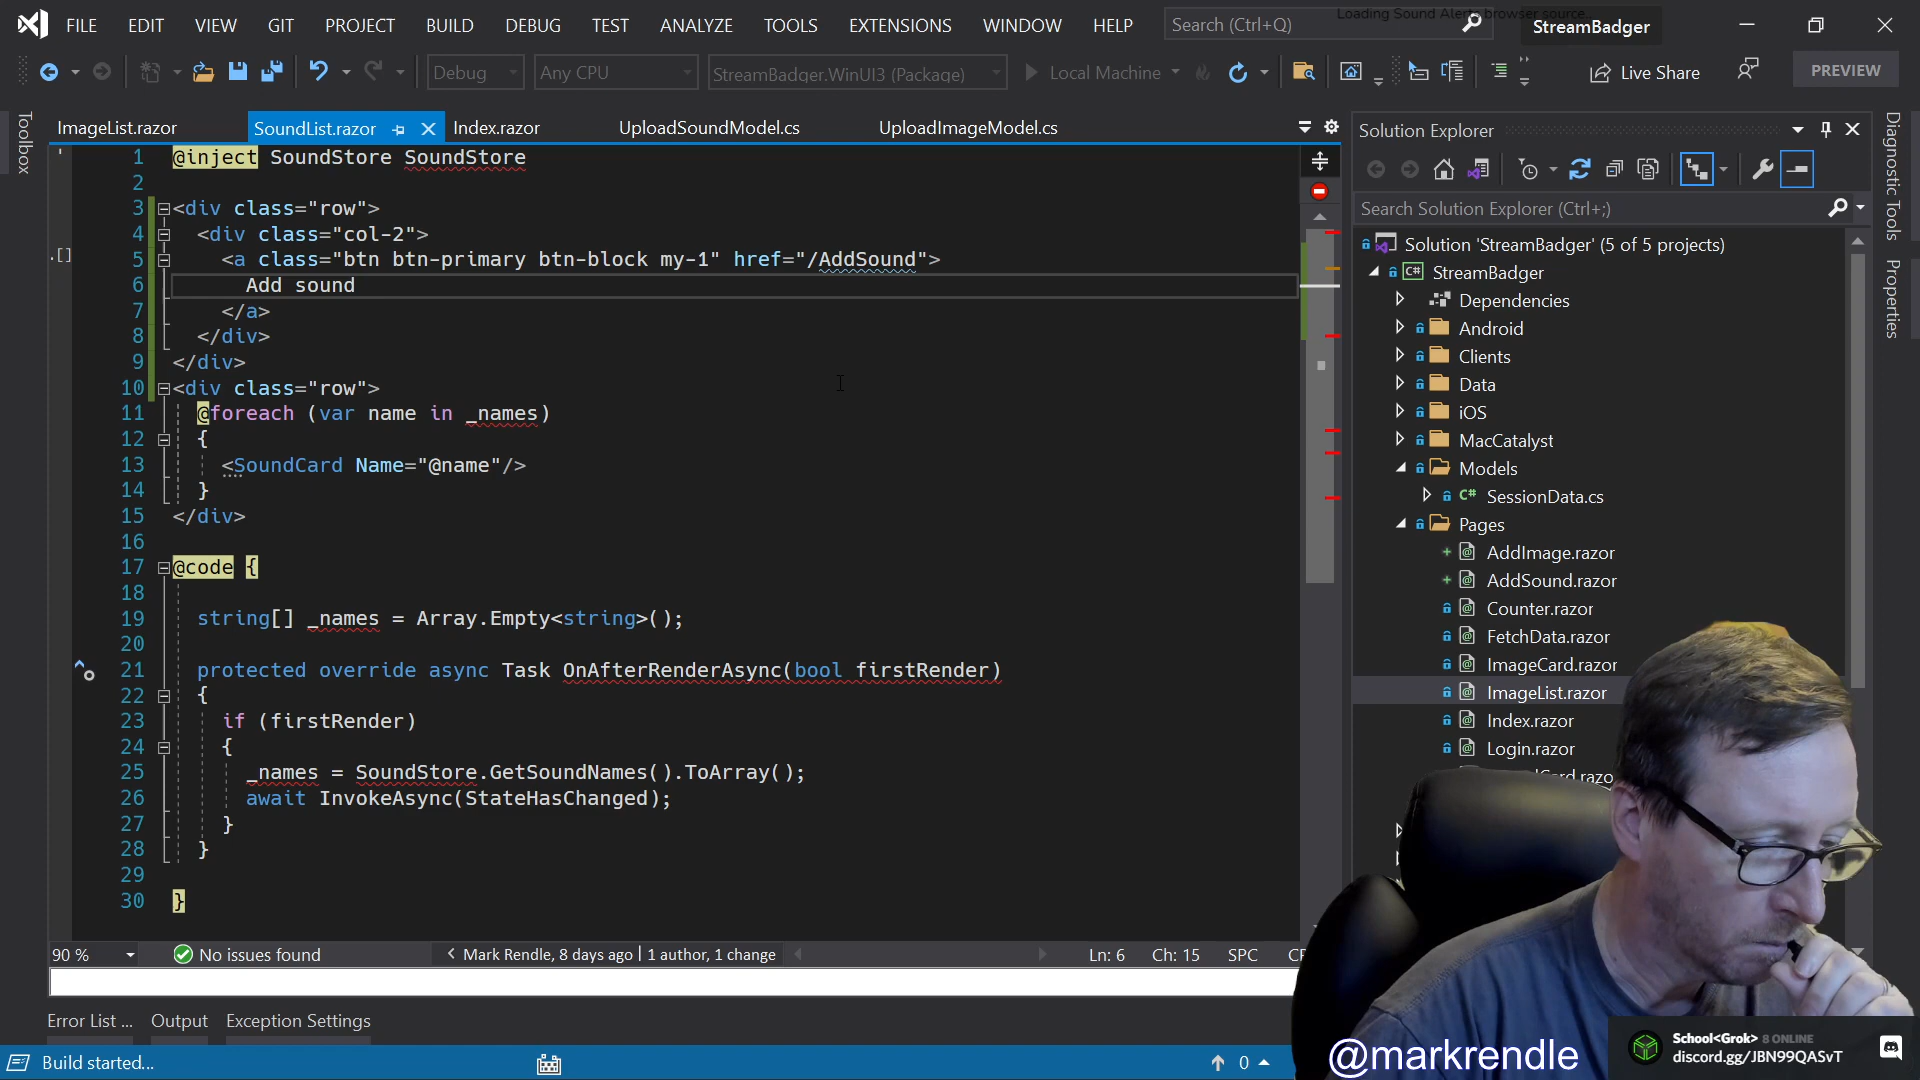 FILE EDIT VIEW GIT PROJECT BUILD DEBUG TEST ANALYZE TOOLS EXTENSIONS WINDOW HELP Search (Ctrl+Q) StreamBadger
Loading Sound Alerts browser source...
Debug Any CPU StreamBadger.WinUI3 (Package) Local Machine Live Share PREVIEW
Toolbox
ImageList.razor SoundList.razor Index.razor UploadSoundModel.cs UploadImageModel.cs
1 @inject SoundStore SoundStore
2
3 <div class="row">
4 <div class="col-2">
5 <a class="btn btn-primary btn-block my-1" href="/AddSound">
6 Add sound
7 </a>
8 </div>
9 </div>
10 <div class="row">
11 @foreach (var name in _names)
12 {
13 <SoundCard Name="@name"/>
14 }
15 </div>
16
17 @code {
18
19 string[] _names = Array.Empty<string>();
20
21 protected override async Task OnAfterRenderAsync(bool firstRender)
22 {
23 if (firstRender)
24 {
25 _names = SoundStore.GetSoundNames().ToArray();
26 await InvokeAsync(StateHasChanged);
27 }
28 }
29
30 }
90 % No issues found Mark Rendle, 8 days ago | 1 author, 1 change Ln: 6 Ch: 15 SPC
Error List ... Output Exception Settings
Build started... 0
Solution Explorer
Search Solution Explorer (Ctrl+;)
Solution 'StreamBadger' (5 of 5 projects)
StreamBadger
Dependencies
Android
Clients
Data
iOS
MacCatalyst
Models
SessionData.cs
Pages
AddImage.razor
AddSound.razor
Counter.razor
FetchData.razor
ImageCard.razor
ImageList.razor
Index.razor
Login.razor
Diagnostic Tools
Properties
@markrendle
School<Grok> 8 ONLINE
discord.gg/JBN99QASvT